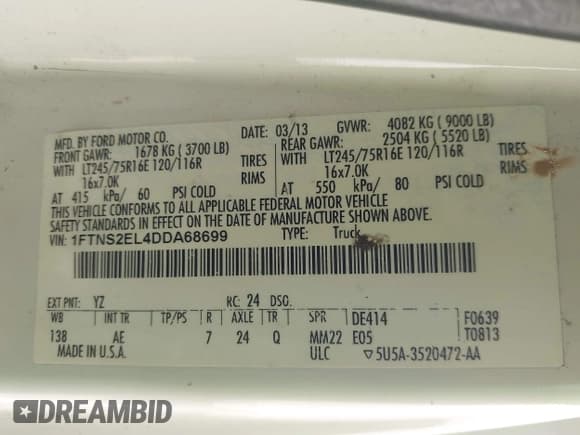 MFD. BY FORD MOTOR CO.
DATE: 03/13 GVWR: 4082 KG ( 9000 LB)
FRONT GAWR: 1678 KG ( 3700 LB)
REAR GAWR: 2504 KG ( 5520 LB)
WITH LT245/75R16E 120/116R TIRES WITH LT245/75R16E 120/116R TIRES
16x7.0K RIMS 16x7.0K RIMS
AT 415 kPa/ 60 PSI COLD AT 550 kPa/ 80 PSI COLD
THIS VEHICLE CONFORMS TO ALL APPLICABLE FEDERAL MOTOR VEHICLE
SAFETY STANDARDS IN EFFECT ON THE DATE OF MANUFACTURE SHOWN ABOVE.
VIN: 1FTNS2EL4DDA68699 TYPE: Truck
EXT PNT: YZ RC: 24 DSO:
WB INT TR TP/PS R AXLE TR SPR DE414 F0639
138 AE 7 24 Q MM22 E05 T0813
MADE IN U.S.A. ULC ▽5U5A-3520472-AA
DREAMBID